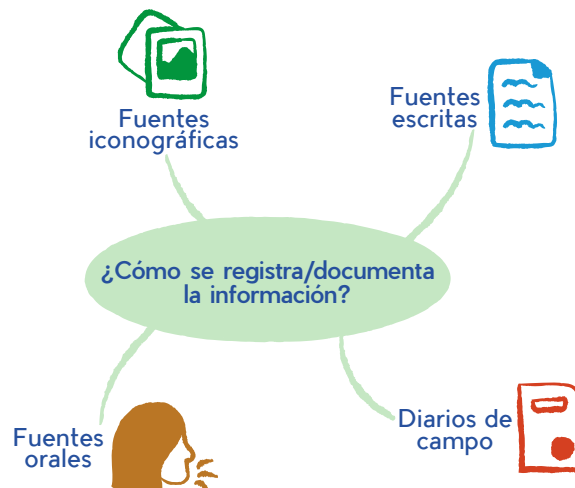 Fuentes
iconográficas
Fuentes
escritas
¿Cómo se registra/documenta
la información?
Fuentes
orales
Diarios de
campo